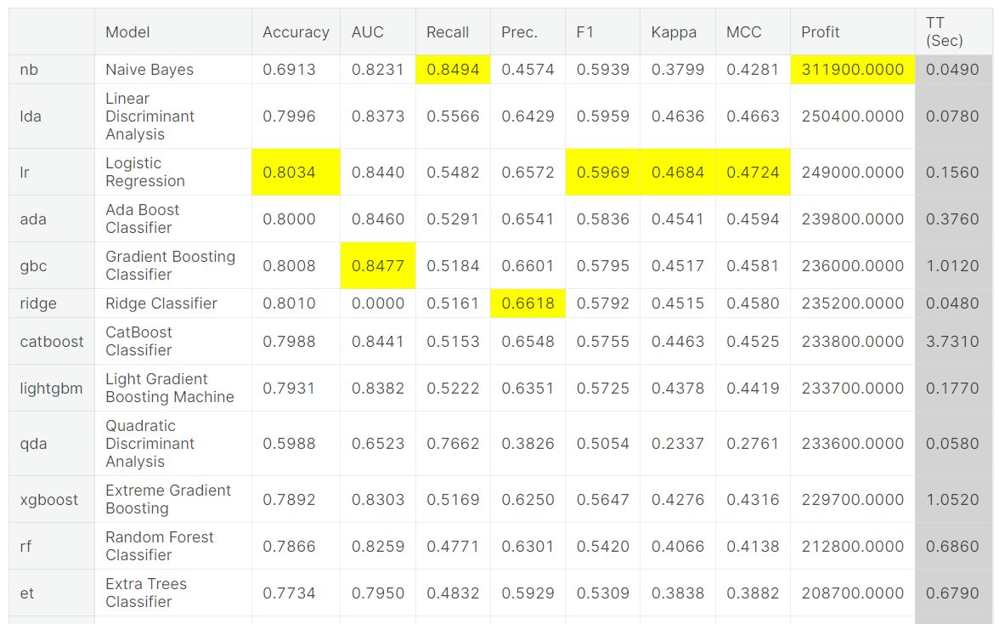 Model Accuracy AUC Recall Prec. F1 Kappa MCC Profit TT
(Sec)
nb Naive Bayes 0.6913 0.8231 0.8494 0.4574 0.5939 0.3799 0.4281 311900.0000 0.0490
Linear
lda Discriminant 0.7996 0.8373 0.5566 0.6429 0.5959 0.4636 0.4663 250400.0000 0.0780
Analysis
lr Logistic 0.8034 0.8440 0.5482 0.6572 0.5969 0.4684 0.4724 249000.0000 0.1560
Regression
ada Ada Boost 0.8000 0.8460 0.5291 0.6541 0.5836 0.4541 0.4594 239800.0000 0.3760
Classifier
gbc Gradient Boosting 0.8008 0.8477 0.5184 0.6601 0.5795 0.4517 0.4581 236000.0000 1.0120
Classifier
ridge Ridge Classifier 0.8010 0.0000 0.5161 0.6618 0.5792 0.4515 0.4580 235200.0000 0.0480
catboost CatBoost 0.7988 0.8441 0.5153 0.6548 0.5755 0.4463 0.4525 233800.0000 3.7310
Classifier
lightgbm Light Gradient 0.7931 0.8382 0.5222 0.6351 0.5725 0.4378 0.4419 233700.0000 0.1770
Boosting Machine
Quadratic
qda Discriminant 0.5988 0.6523 0.7662 0.3826 0.5054 0.2337 0.2761 233600.0000 0.0580
Analysis
xgboost Extreme Gradient 0.7892 0.8303 0.5169 0.6250 0.5647 0.4276 0.4316 229700.0000 1.0520
Boosting
rf Random Forest 0.7866 0.8259 0.4771 0.6301 0.5420 0.4066 0.4138 212800.0000 0.6860
Classifier
et Extra Trees 0.7734 0.7950 0.4832 0.5929 0.5309 0.3838 0.3882 208700.0000 0.6790
Classifier